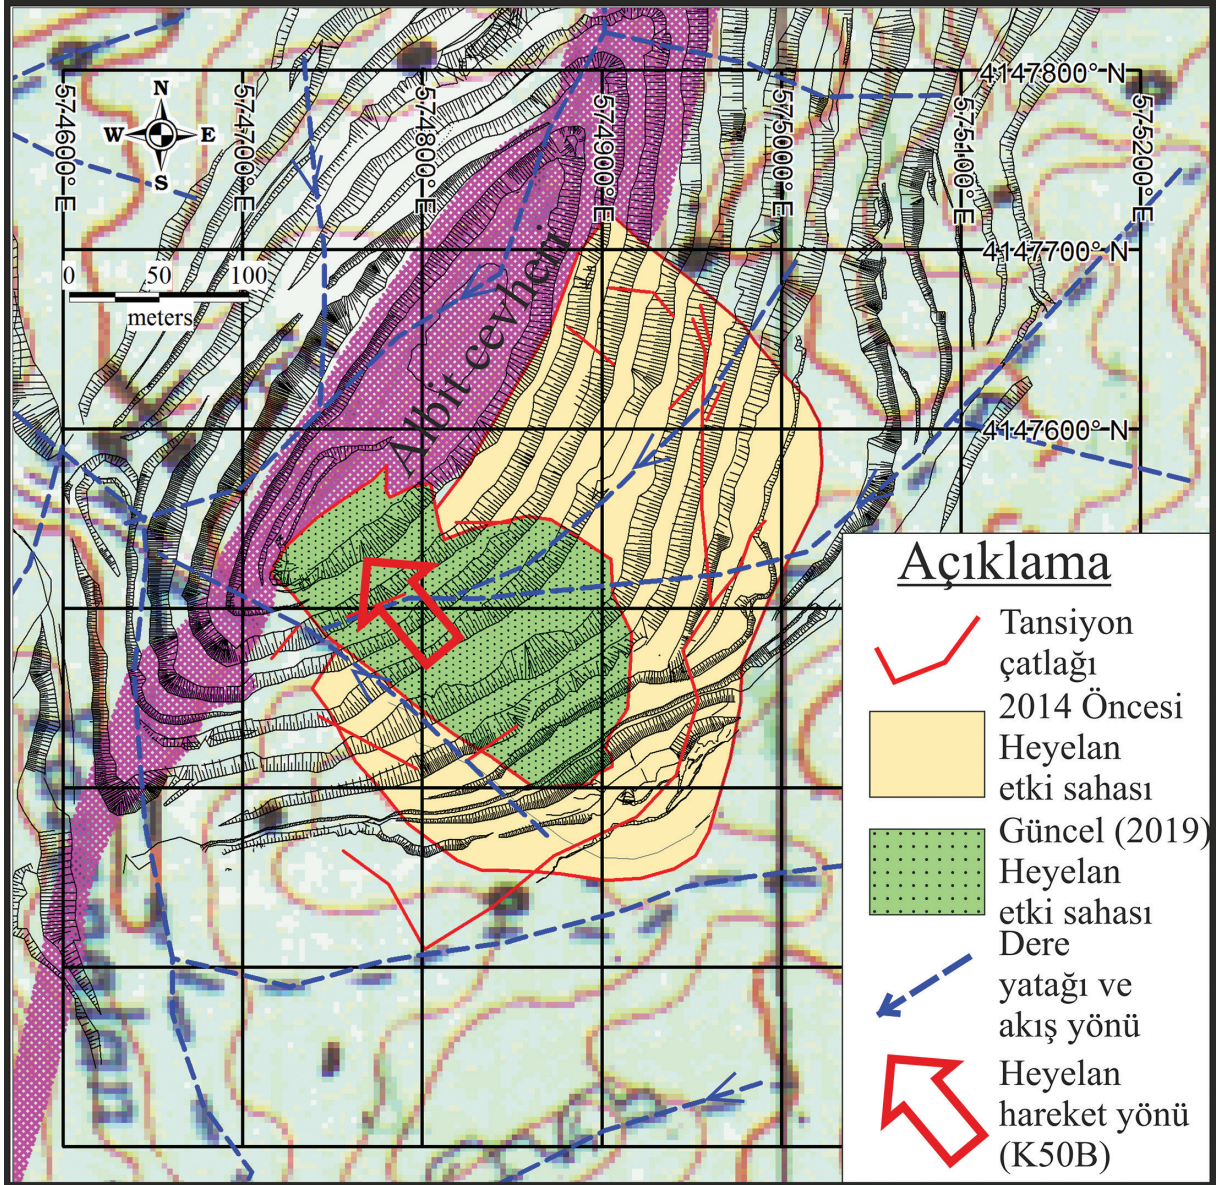 574600° E
574700° E
574800° E
574900° E
575000° E
575100° E
575200° E
4147800° N
4147700° N
4147600° N
N
W E
S
0 50 100
meters
Albit cevheri
Açıklama
Tansiyon
çatlağı
2014 Öncesi
Heyelan
etki sahası
Güncel (2019)
Heyelan
etki sahası
Dere
yatağı ve
akış yönü
Heyelan
hareket yönü
(K50B)